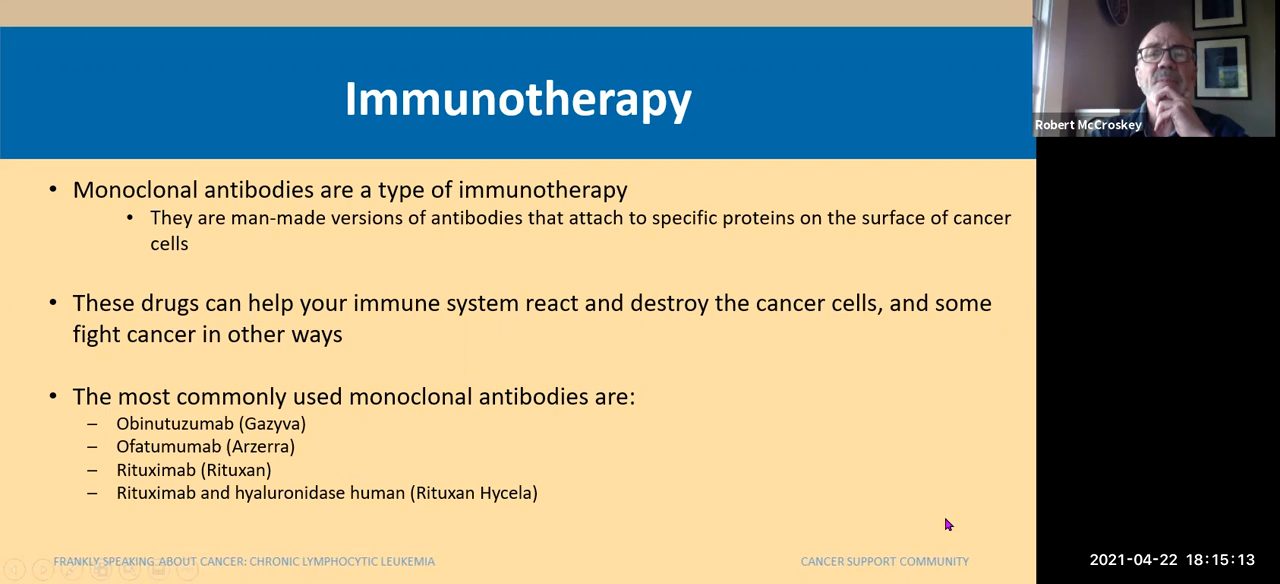 Immunotherapy
Robert McCroskey
• Monoclonal antibodies are a type of immunotherapy
• They are man-made versions of antibodies that attach to specific proteins on the surface of cancer
cells
• These drugs can help your immune system react and destroy the cancer cells, and some
fight cancer in other ways
• The most commonly used monoclonal antibodies are:
– Obinutuzumab (Gazyva)
– Ofatumumab (Arzerra)
– Rituximab (Rituxan)
– Rituximab and hyaluronidase human (Rituxan Hycela)
FRANKLY SPEAKING ABOUT CANCER: CHRONIC LYMPHOCYTIC LEUKEMIA
CANCER SUPPORT COMMUNITY
2021-04-22 18:15:13